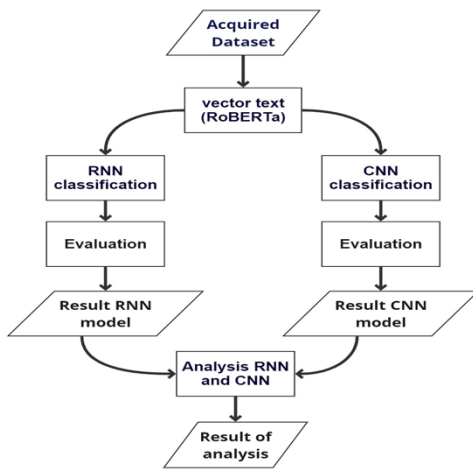 Acquired
Dataset
vector text
(RoBERTa)
RNN
classification
CNN
classification
Evaluation
Evaluation
Result RNN
model
Result CNN
model
Analysis RNN
and CNN
Result of
analysis